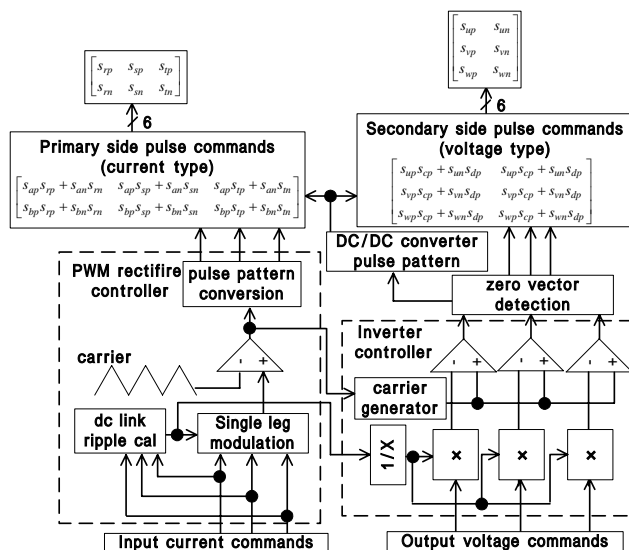 s_up s_un
s_vp s_vn
s_wp s_wn
6
s_rp s_sp s_tp
s_rn s_sn s_tn
6
Primary side pulse commands
(current type)
s_ap s_rp + s_an s_rn s_ap s_sp + s_an s_sn s_ap s_tp + s_an s_tn
s_bp s_rp + s_bn s_rn s_bp s_sp + s_bn s_sn s_bp s_tp + s_bn s_tn
Secondary side pulse commands
(voltage type)
s_up s_cp + s_un s_dp s_up s_cp + s_un s_dp
s_vp s_cp + s_vn s_dp s_vp s_cp + s_vn s_dp
s_wp s_cp + s_wn s_dp s_wp s_cp + s_wn s_dp
DC/DC converter
pulse pattern
PWM rectifire
controller
pulse pattern
conversion
zero vector
detection
Inverter
controller
carrier
- +
- + - + - +
carrier
generator
dc link
ripple cal
Single leg
modulation
1/X
× × ×
Input current commands
Output voltage commands